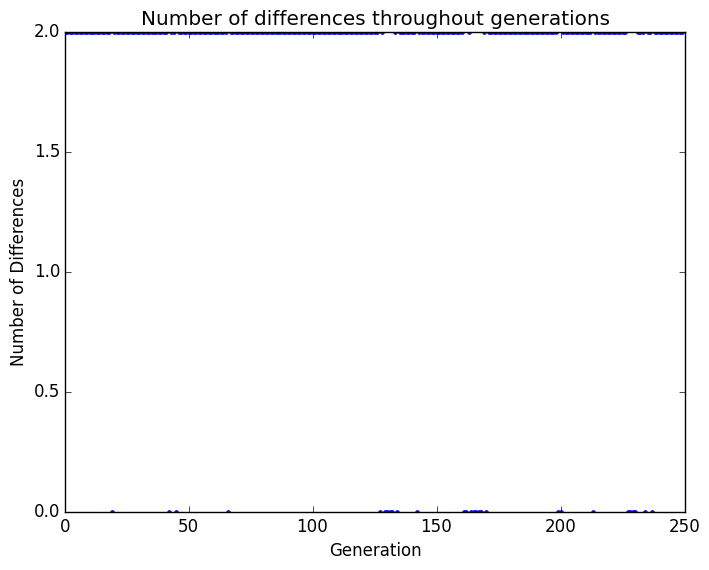 Number of differences throughout generations
2.0
1.5
1.0
0.5
0.0
Number of Differences
0 50 100 150 200 250
Generation